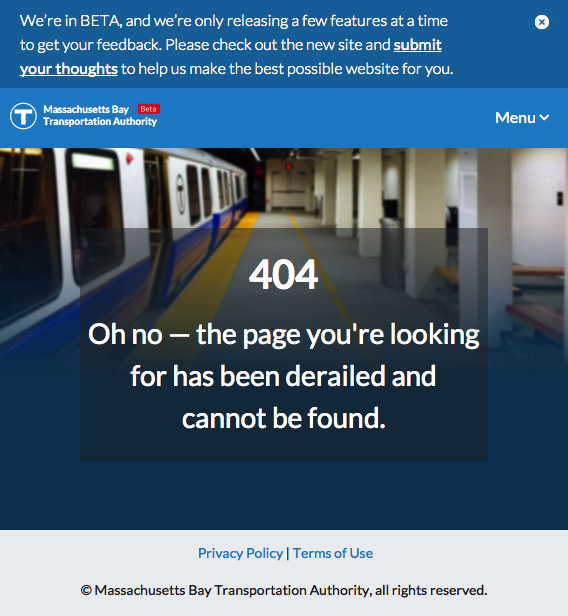 We're in BETA, and we're only releasing a few features at a time
to get your feedback. Please check out the new site and submit
your thoughts to help us make the best possible website for you.
T
Massachusetts Bay Beta
Transportation Authority
Menu
T
404
Oh no — the page you're looking
for has been derailed and
cannot be found.
Privacy Policy | Terms of Use
© Massachusetts Bay Transportation Authority, all rights reserved.